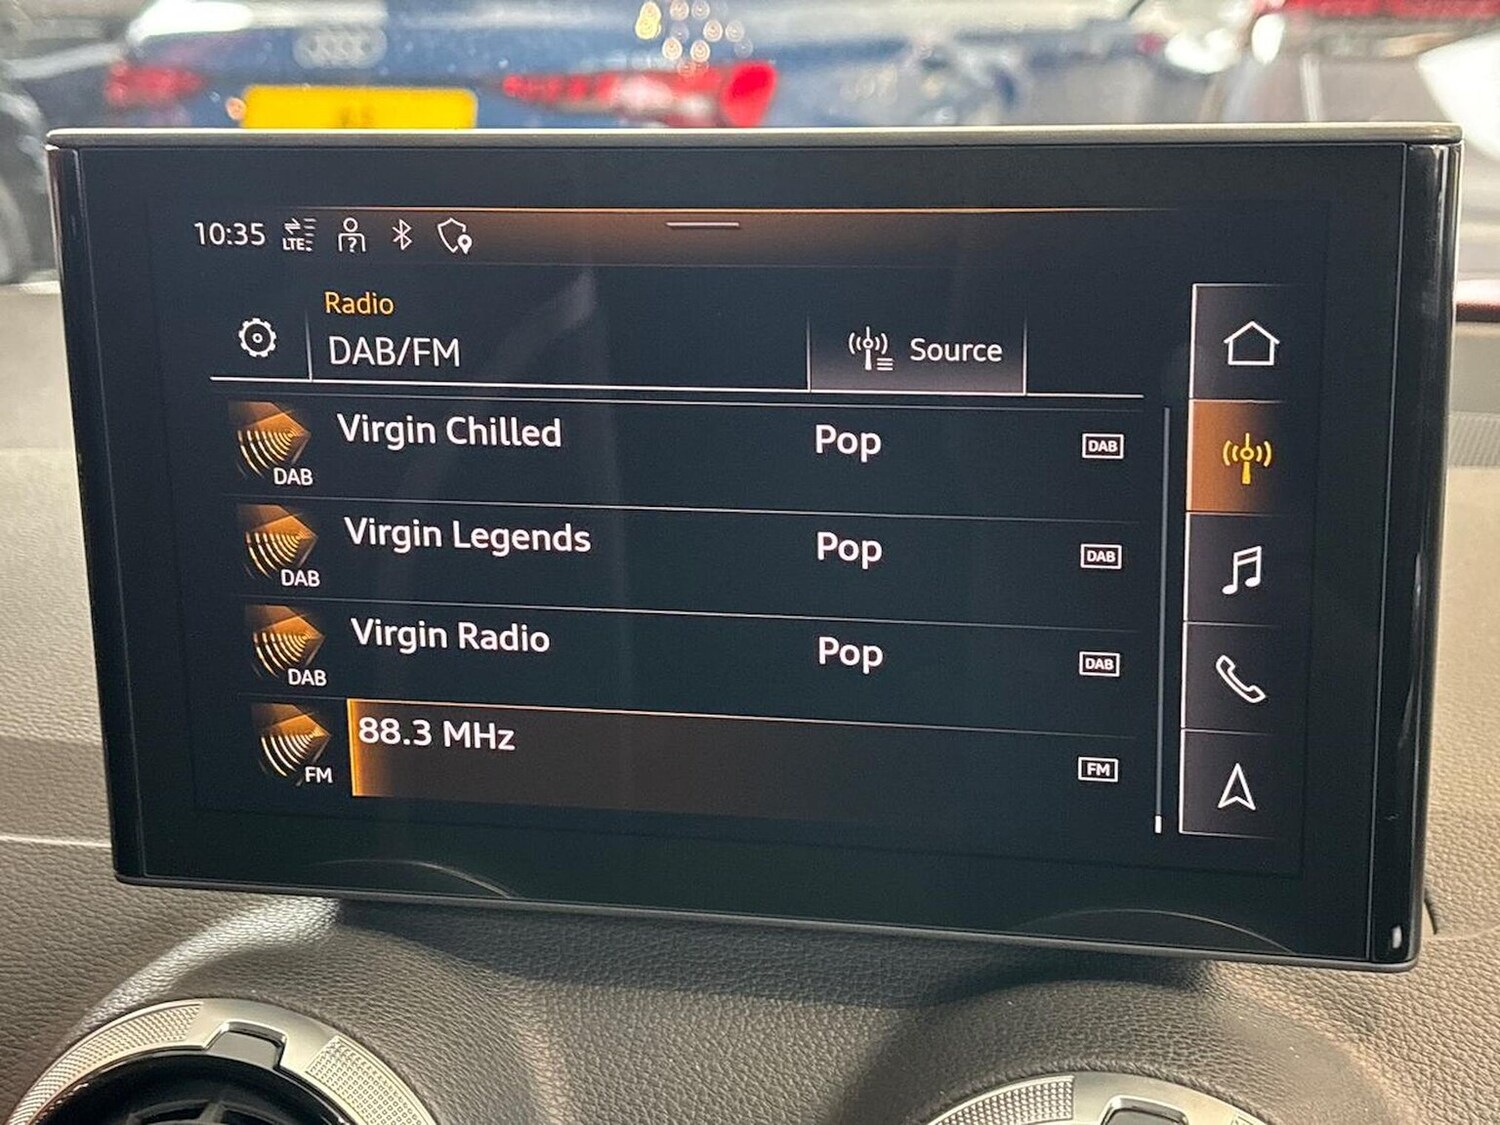 10:35 LTE ?
Radio
DAB/FM
Source
DAB Virgin Chilled Pop DAB
DAB Virgin Legends Pop DAB
DAB Virgin Radio Pop DAB
FM 88.3 MHz FM